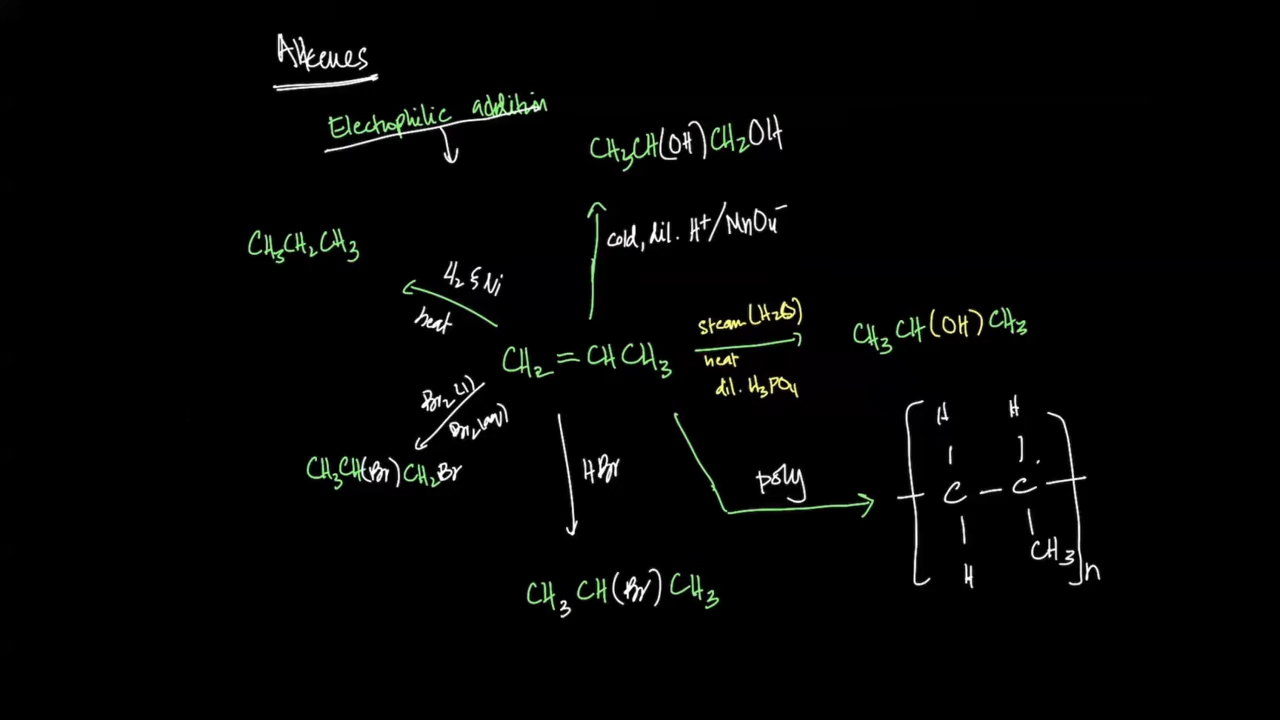 Alkenes
Electrophilic addition
CH₃CH(OH)CH₂OH
cold, dil. H⁺/MnO₄⁻
CH₃CH₂CH₃
H₂ & Ni
heat
steam (H₂O)
heat
dil. H₃PO₄
CH₃CH(OH)CH₃
CH₂=CHCH₃
Br₂(l)
Br₂(aq)
CH₃CH(Br)CH₂Br
HBr
poly
H H
C – C
H CH₃
n
CH₃CH(Br)CH₃